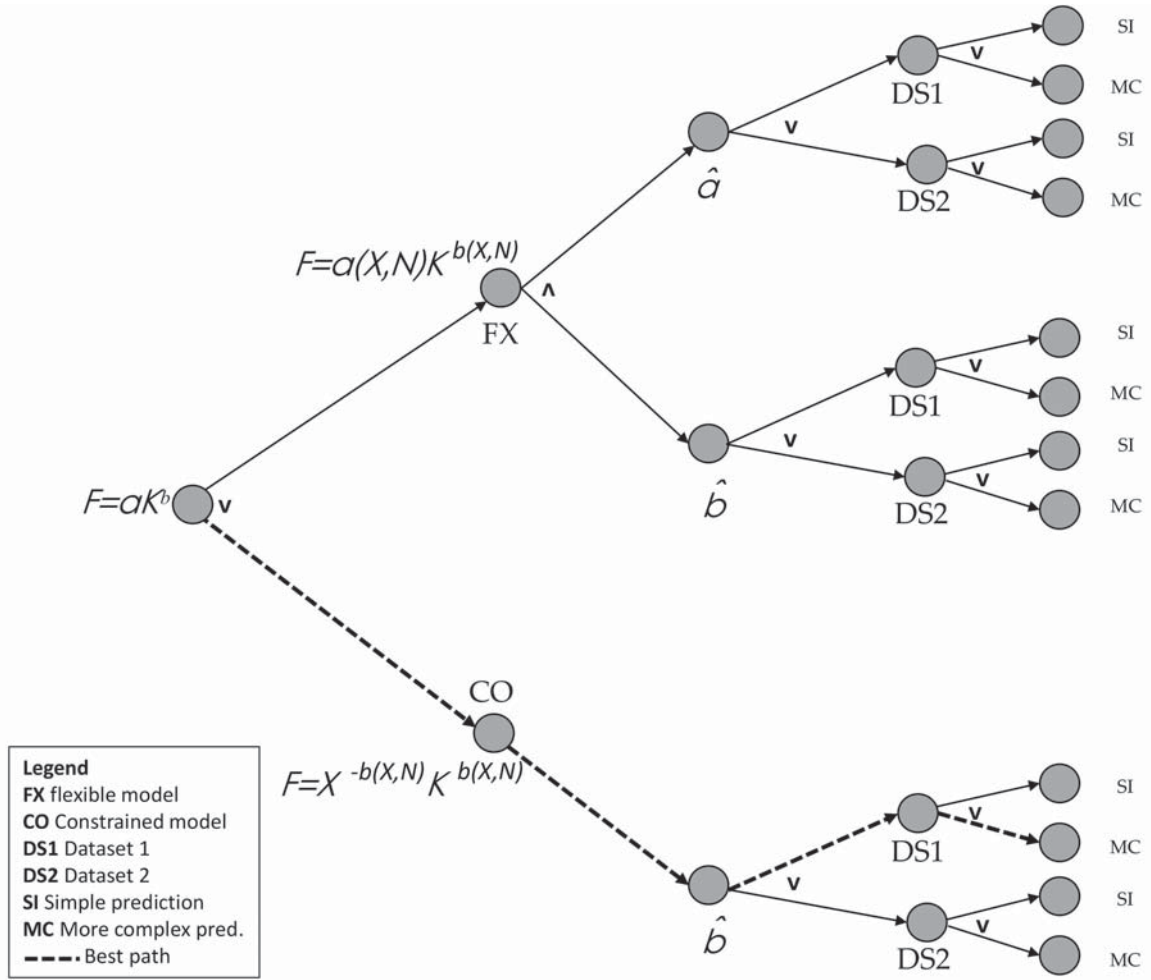 SI
v
DS1
MC
v
SI
â
v
DS2
MC
F=a(X,N)K^b(X,N)
ʌ
FX
SI
v
DS1
MC
v
SI
b̂
v
DS2
MC
F=aK^b
v
CO
F=X^-b(X,N) K^b(X,N)
SI
v
DS1
MC
v
SI
b̂
v
DS2
MC
Legend
FX flexible model
CO Constrained model
DS1 Dataset 1
DS2 Dataset 2
SI Simple prediction
MC More complex pred.
Best path